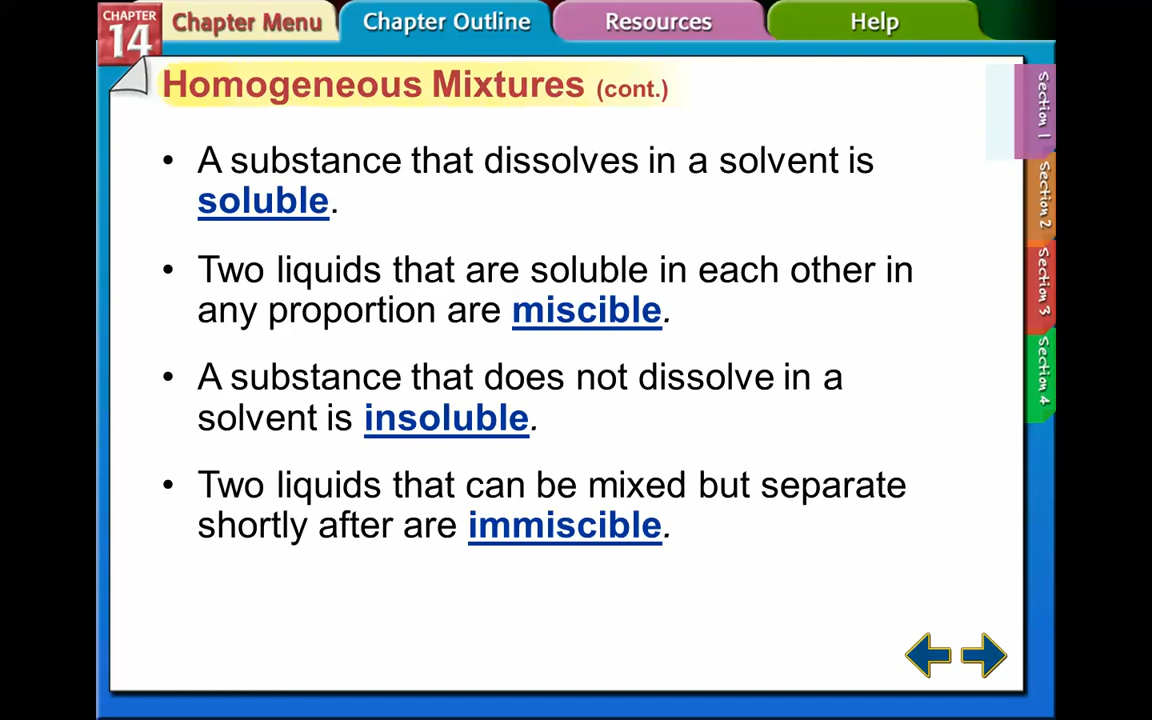 CHAPTER
14
Chapter Menu
Chapter Outline
Resources
Help
Homogeneous Mixtures (cont.)
• A substance that dissolves in a solvent is
soluble.
• Two liquids that are soluble in each other in
any proportion are miscible.
• A substance that does not dissolve in a
solvent is insoluble.
• Two liquids that can be mixed but separate
shortly after are immiscible.
Section 1
Section 2
Section 3
Section 4